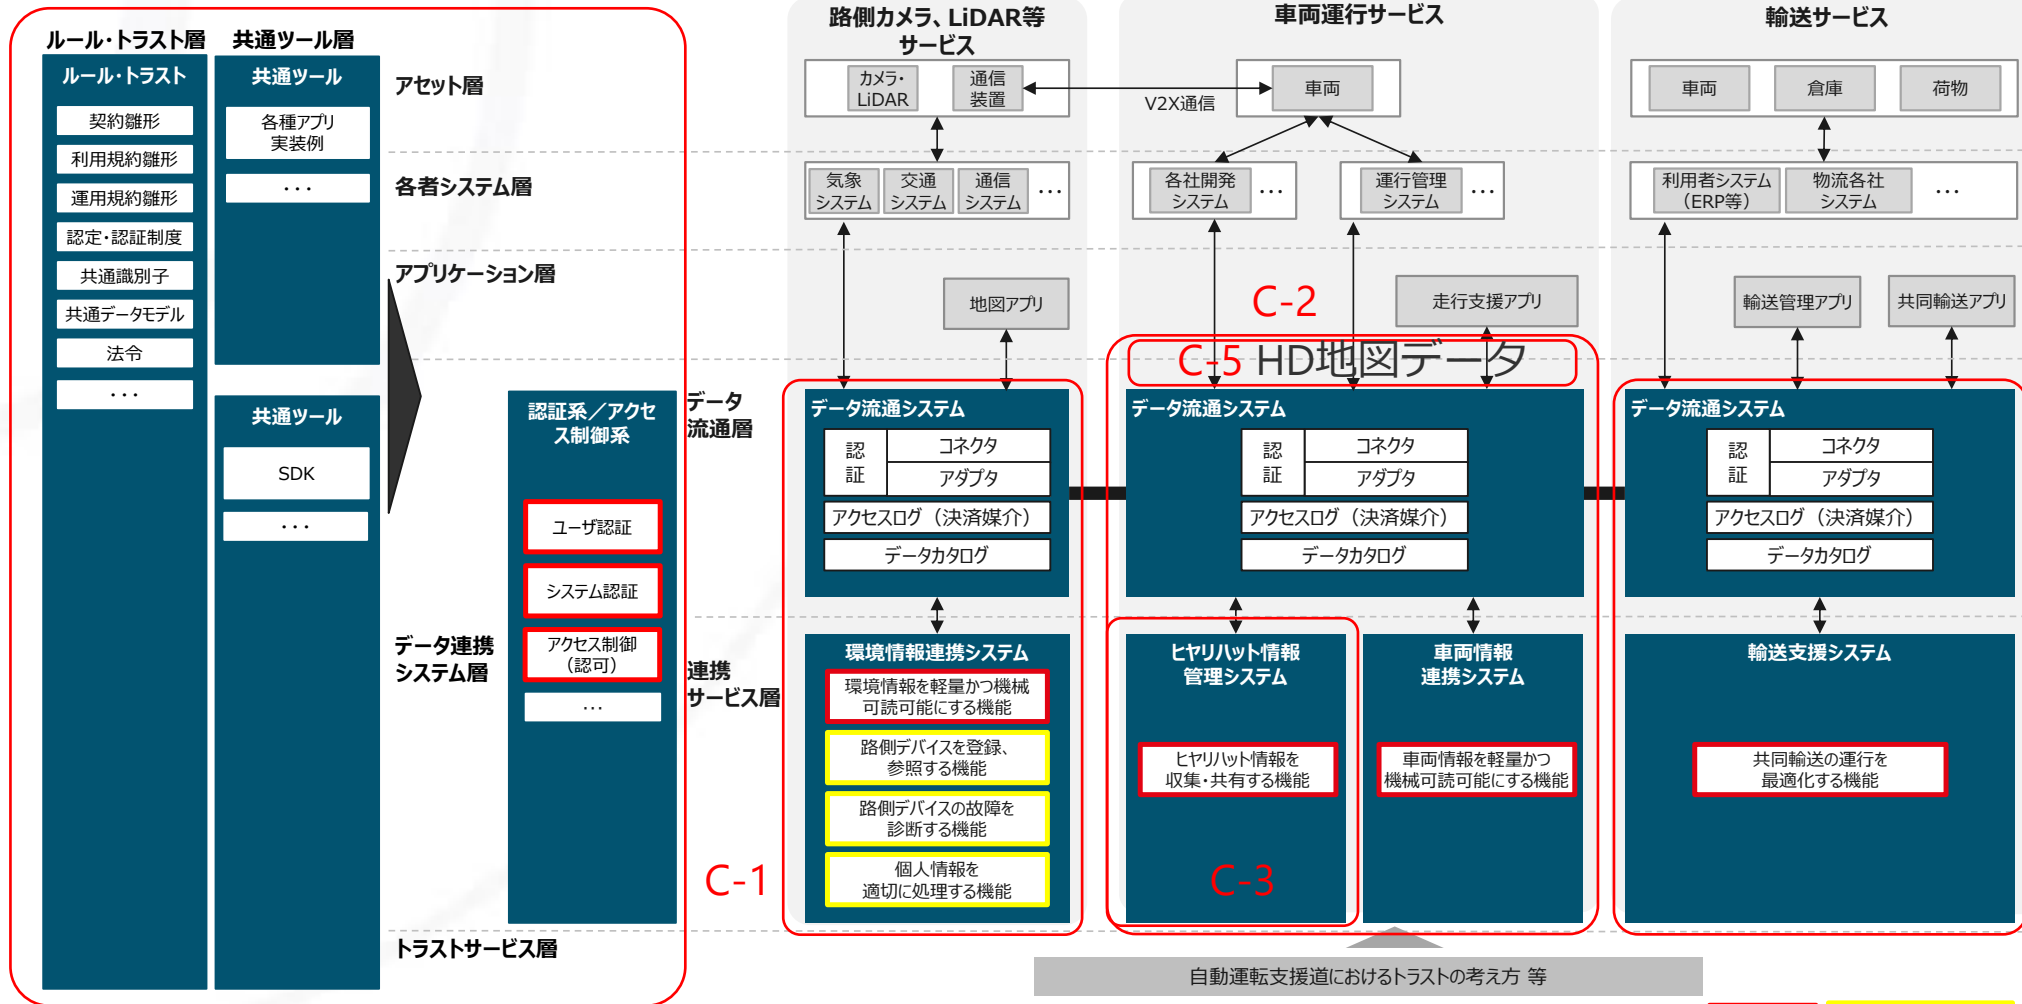 ルール・トラスト層
ルール・トラスト
契約雛形
利用規約雛形
運用規約雛形
認定・認証制度
共通識別子
共通データモデル
法令
・・・
共通ツール層
共通ツール
各種アプリ
実装例
・・・
共通ツール
SDK
・・・
アセット層
各者システム層
アプリケーション層
データ連携
システム層
トラストサービス層
認証系／アクセ
ス制御系
ユーザ認証
システム認証
アクセス制御
（認可）
・・・
データ
流通層
連携
サービス層
路側カメラ、LiDAR等
サービス
カメラ・
LiDAR
通信
装置
V2X通信
気象
システム
交通
システム
通信
システム
・・・
地図アプリ
データ流通システム
認
証
コネクタ
アダプタ
アクセスログ（決済媒介）
データカタログ
環境情報連携システム
環境情報を軽量かつ機械
可読可能にする機能
路側デバイスを登録、
参照する機能
路側デバイスの故障を
診断する機能
個人情報を
適切に処理する機能
C-1
車両運行サービス
車両
各社開発
システム
・・・
運行管理
システム
・・・
C-2
走行支援アプリ
C-5 HD地図データ
データ流通システム
認
証
コネクタ
アダプタ
アクセスログ（決済媒介）
データカタログ
ヒヤリハット情報
管理システム
ヒヤリハット情報を
収集・共有する機能
C-3
車両情報
連携システム
車両情報を軽量かつ
機械可読可能にする機能
輸送サービス
車両
倉庫
荷物
利用者システム
（ERP等）
物流各社
システム
・・・
輸送管理アプリ
共同輸送アプリ
データ流通システム
認
証
コネクタ
アダプタ
アクセスログ（決済媒介）
データカタログ
輸送支援システム
共同輸送の運行を
最適化する機能
自動運転支援道におけるトラストの考え方 等